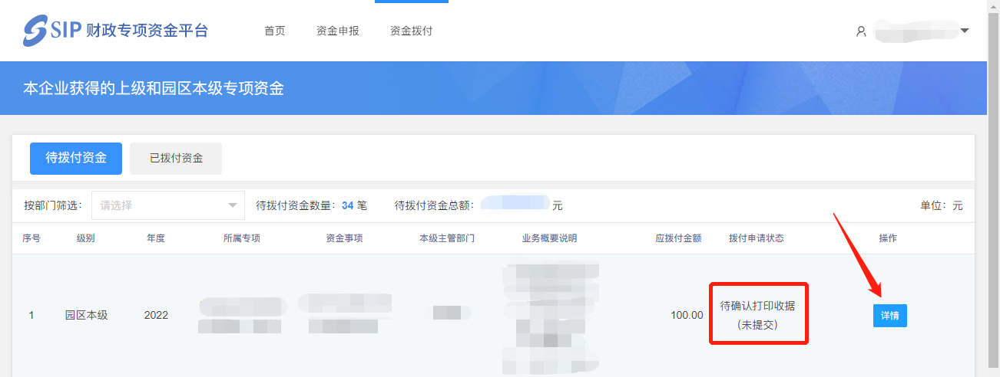 SIP 财政专项资金平台
首页 资金申报 资金拨付
本企业获得的上级和园区本级专项资金
待拨付资金 已拨付资金
按部门筛选： 请选择 待拨付资金数量：34 笔 待拨付资金总额： 元 单位：元
序号 级别 年度 所属专项 资金事项 本级主管部门 业务概要说明 应拨付金额 拨付申请状态 操作
1 园区本级 2022 100.00 待确认打印收据 详情
（未提交）